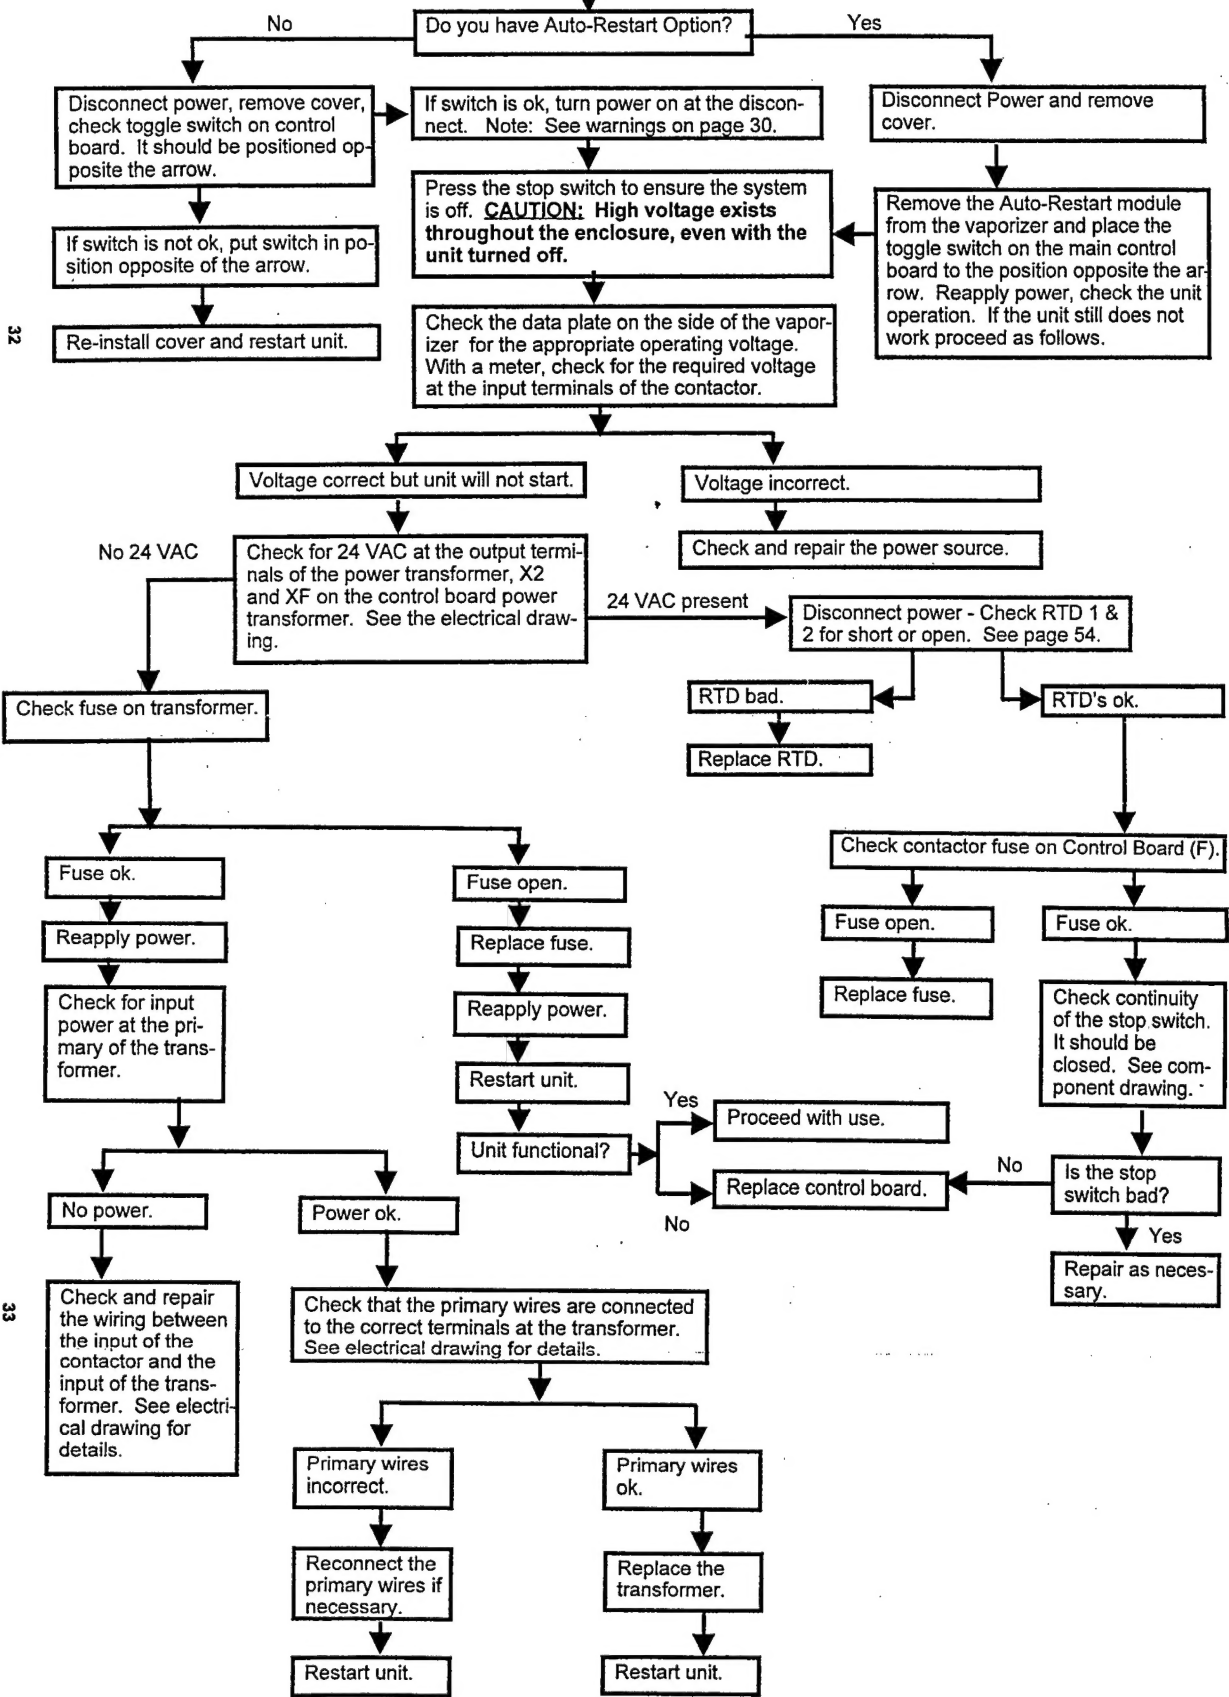 Do you have Auto-Restart Option?
No
Yes
Disconnect power, remove cover,
check toggle switch on control
board. It should be positioned op-
posite the arrow.
If switch is ok, turn power on at the discon-
nect. Note: See warnings on page 30.
Disconnect Power and remove
cover.
If switch is not ok, put switch in po-
sition opposite of the arrow.
Re-install cover and restart unit.
Press the stop switch to ensure the system
is off. CAUTION: High voltage exists
throughout the enclosure, even with the
unit turned off.
Remove the Auto-Restart module
from the vaporizer and place the
toggle switch on the main control
board to the position opposite the ar-
row. Reapply power, check the unit
operation. If the unit still does not
work proceed as follows.
32
Check the data plate on the side of the vapor-
izer for the appropriate operating voltage.
With a meter, check for the required voltage
at the input terminals of the contactor.
Voltage correct but unit will not start.
Voltage incorrect.
Check and repair the power source.
No 24 VAC
Check for 24 VAC at the output termi-
nals of the power transformer, X2
and XF on the control board power
transformer. See the electrical draw-
ing.
24 VAC present
Disconnect power - Check RTD 1 &
2 for short or open. See page 54.
RTD bad.
RTD's ok.
Replace RTD.
Check fuse on transformer.
Check contactor fuse on Control Board (F).
Fuse ok.
Reapply power.
Check for input
power at the pri-
mary of the trans-
former.
Fuse open.
Replace fuse.
Reapply power.
Restart unit.
Unit functional?
Yes
Proceed with use.
No
Replace control board.
Fuse open.
Replace fuse.
Fuse ok.
Check continuity
of the stop switch.
It should be
closed. See com-
ponent drawing.
Is the stop
switch bad?
No
Yes
Repair as neces-
sary.
No power.
Power ok.
33
Check and repair
the wiring between
the input of the
contactor and the
input of the trans-
former. See electri-
cal drawing for
details.
Check that the primary wires are connected
to the correct terminals at the transformer.
See electrical drawing for details.
Primary wires
incorrect.
Reconnect the
primary wires if
necessary.
Restart unit.
Primary wires
ok.
Replace the
transformer.
Restart unit.